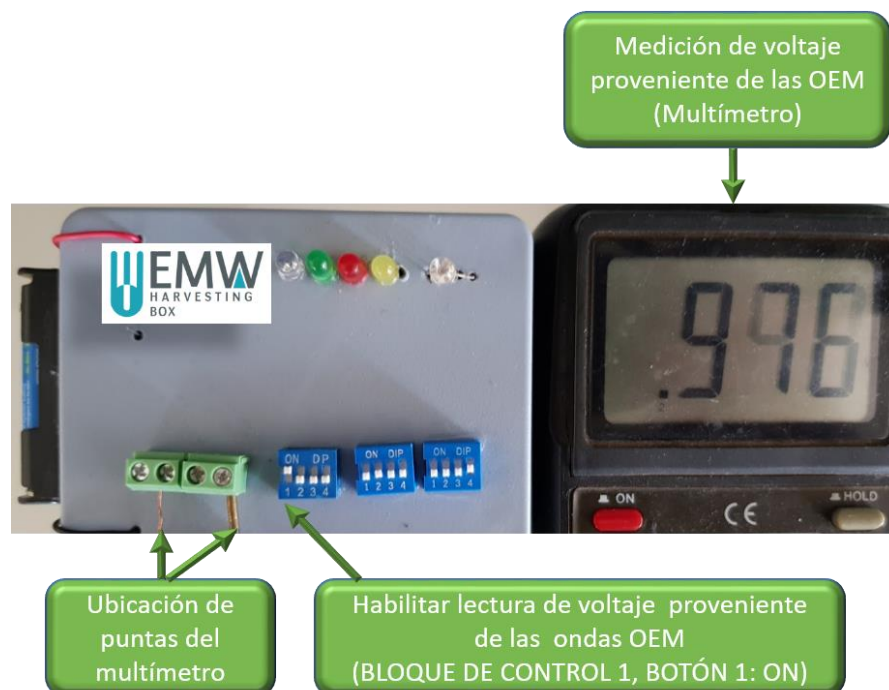 Medición de voltaje
proveniente de las OEM
(Multímetro)
EMW
HARVESTING
BOX
.976
ON DP
1 2 3 4
ON DIP
1 2 3 4
ON DIP
1 2 3 4
ON
CE
HOLD
Ubicación de
puntas del
multímetro
Habilitar lectura de voltaje proveniente
de las ondas OEM
(BLOQUE DE CONTROL 1, BOTÓN 1: ON)